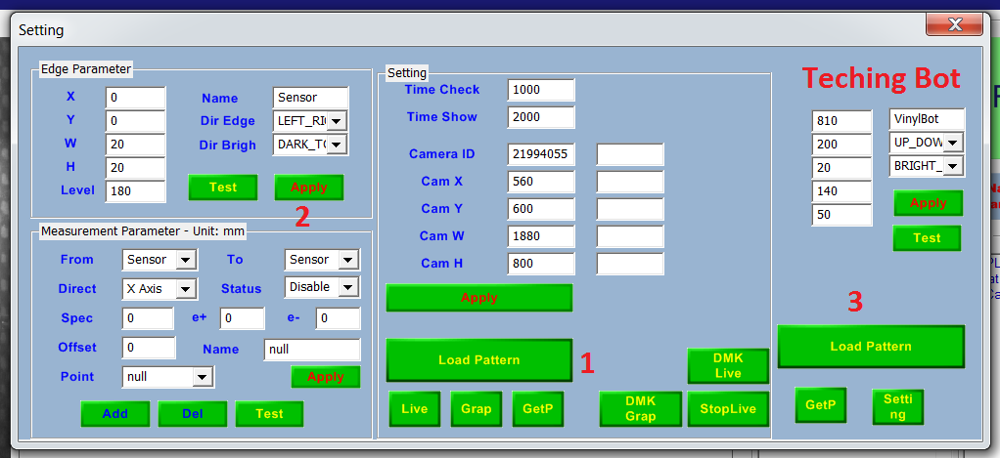 Setting
Edge Parameter
X 0 Name Sensor
Y 0 Dir Edge LEFT_RI
W 20 Dir Brigh DARK_TC
H 20
Level 180 Test Apply
2
Measurement Parameter - Unit: mm
From Sensor To Sensor
Direct X Axis Status Disable
Spec 0 e+ 0 e- 0
Offset 0 Name null
Point null Apply
Add Del Test
Setting
Time Check 1000
Time Show 2000
Camera ID 21994055
Cam X 560
Cam Y 600
Cam W 1880
Cam H 800
Apply
Load Pattern 1
DMK Live
Live Grap GetP DMK Grap StopLive
Teching Bot
810 VinylBot
200 UP_DOW
20 BRIGHT_
140 Apply
50 Test
3
Load Pattern
GetP Setti
ng